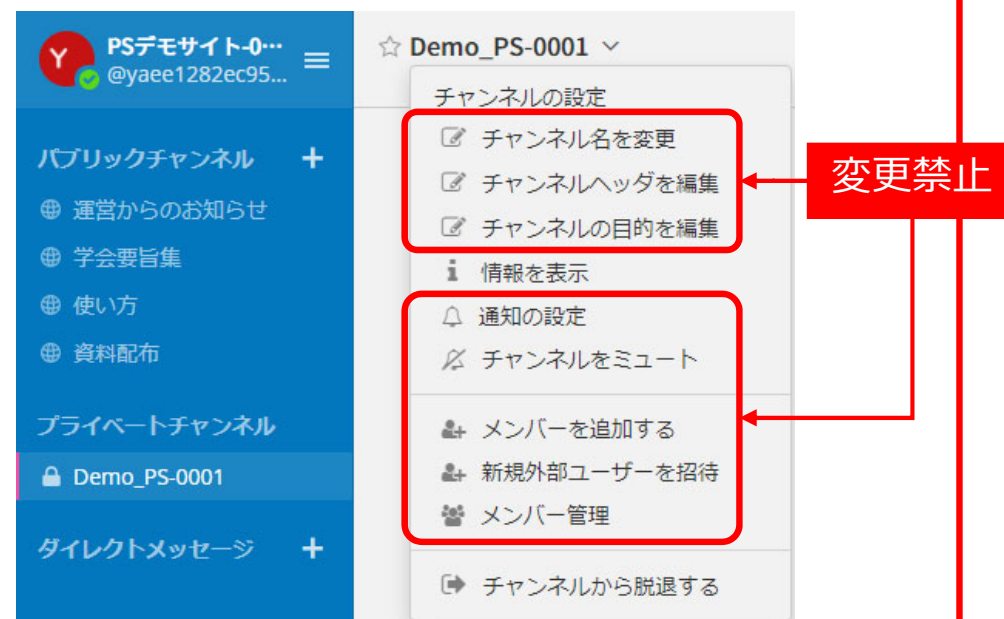 Y
PSデモサイト-0…
@yaee1282ec95...
パブリックチャンネル +
運営からのお知らせ
学会要旨集
使い方
資料配布
プライベートチャンネル
Demo_PS-0001
ダイレクトメッセージ +
Demo_PS-0001
チャンネルの設定
チャンネル名を変更
チャンネルヘッダを編集
チャンネルの目的を編集
情報を表示
通知の設定
チャンネルをミュート
メンバーを追加する
新規外部ユーザーを招待
メンバー管理
チャンネルから脱退する
変更禁止